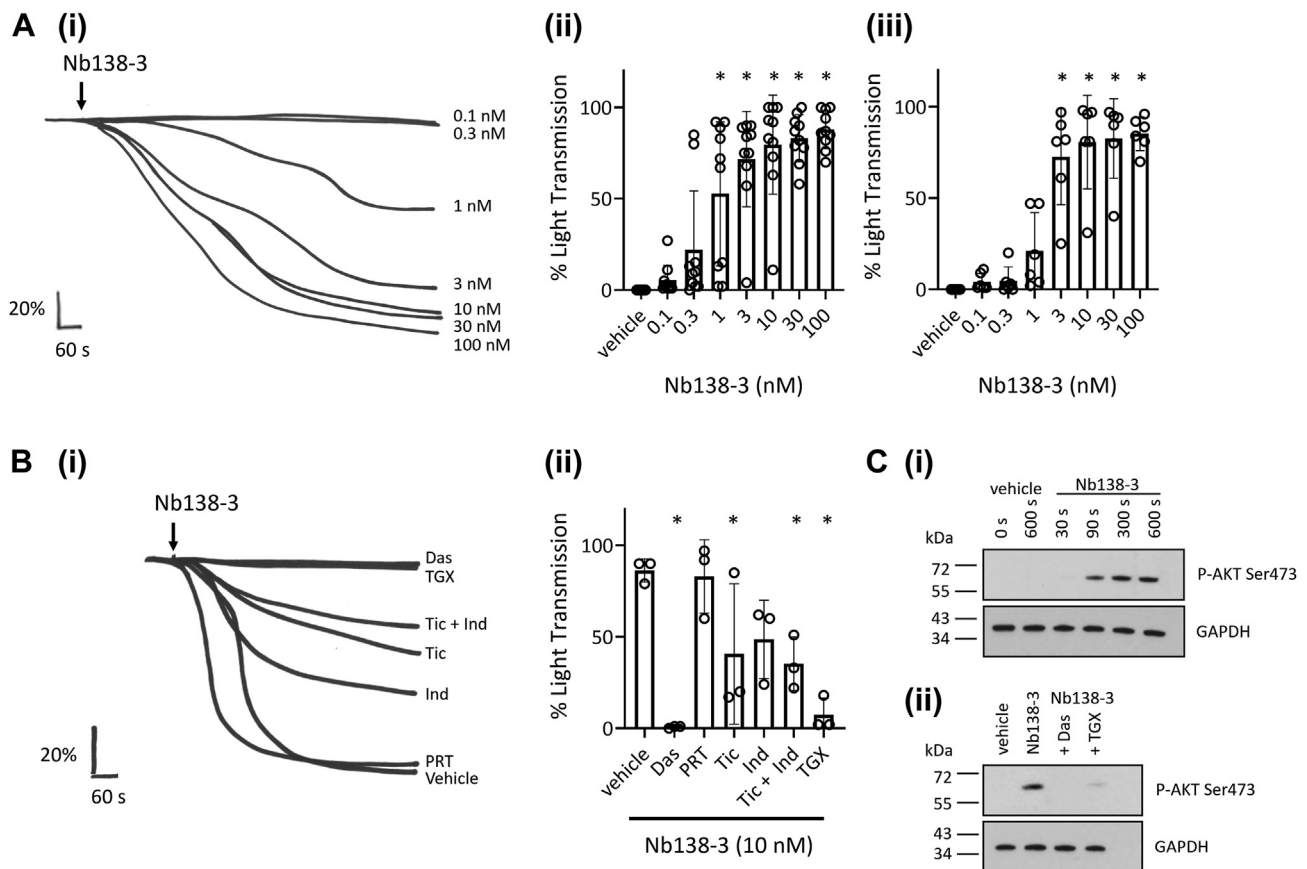 A (i)
Nb138-3
0.1 nM
0.3 nM
1 nM
3 nM
10 nM
30 nM
100 nM
20%
60 s
(ii)
% Light Transmission
100
50
0
* * * * *
vehicle 0.1 0.3 1 3 10 30 100
Nb138-3 (nM)
(iii)
% Light Transmission
100
50
0
* * * *
vehicle 0.1 0.3 1 3 10 30 100
Nb138-3 (nM)
B (i)
Nb138-3
Das
TGX
Tic + Ind
Tic
Ind
PRT
Vehicle
20%
60 s
(ii)
% Light Transmission
100
50
0
* * * *
vehicle Das PRT Tic Ind Tic + Ind TGX
Nb138-3 (10 nM)
C (i)
vehicle Nb138-3
0 s 600 s 30 s 90 s 300 s 600 s
kDa
72
55
P-AKT Ser473
43
34
GAPDH
(ii)
Nb138-3
vehicle Nb138-3 + Das + TGX
kDa
72
55
P-AKT Ser473
43
34
GAPDH